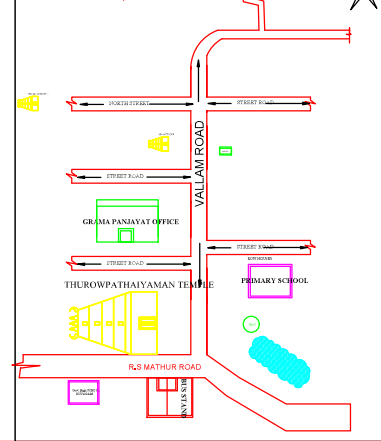 NORTH STREET
STREET ROAD
VALLAM ROAD
STREET ROAD
GRAMA PANJAYAT OFFICE
STREET ROAD
STREET ROAD
THUROWPATHAIYAMAN TEMPLE
PRIMARY SCHOOL
R.S MATHUR ROAD
BUS STAND